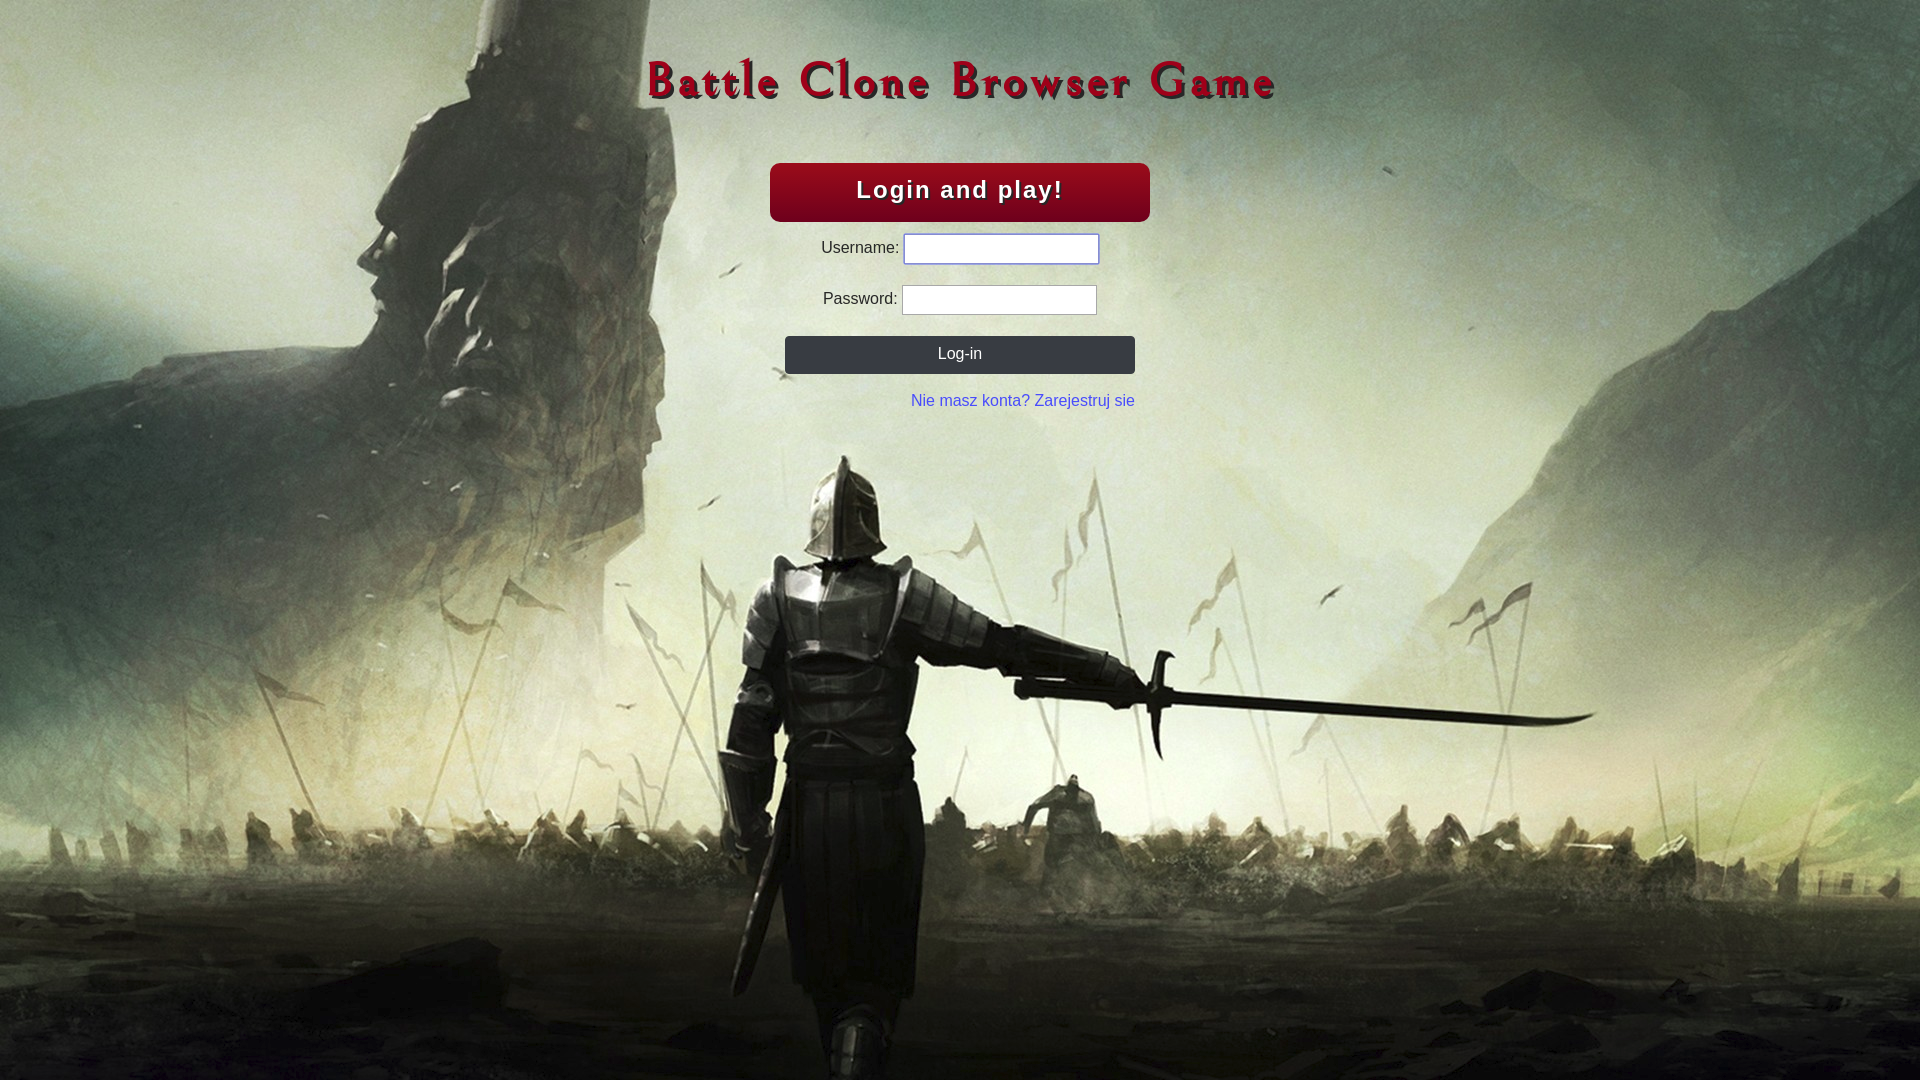 Battle Clone Browser Game
Login and play!
Username:
Password:
Log-in
Nie masz konta? Zarejestruj sie